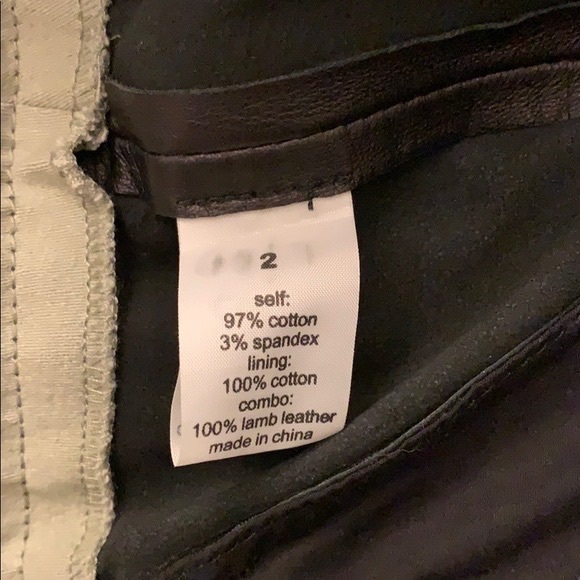 2
self:
97% cotton
3% spandex
lining:
100% cotton
combo:
100% lamb leather
made in china